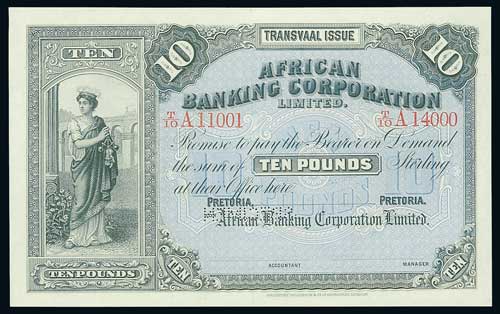 TRANSVAAL ISSUE
10 10
TEN
AFRICAN
BANKING CORPORATION
LIMITED.
T/10 A 11001 T/10 A 14000
Promise to pay the Bearer on Demand
the sum of TEN POUNDS Sterling
at their Office here.
PRETORIA. PRETORIA.
African Banking Corporation Limited.
ACCOUNTANT MANAGER
TEN POUNDS
TEN TEN